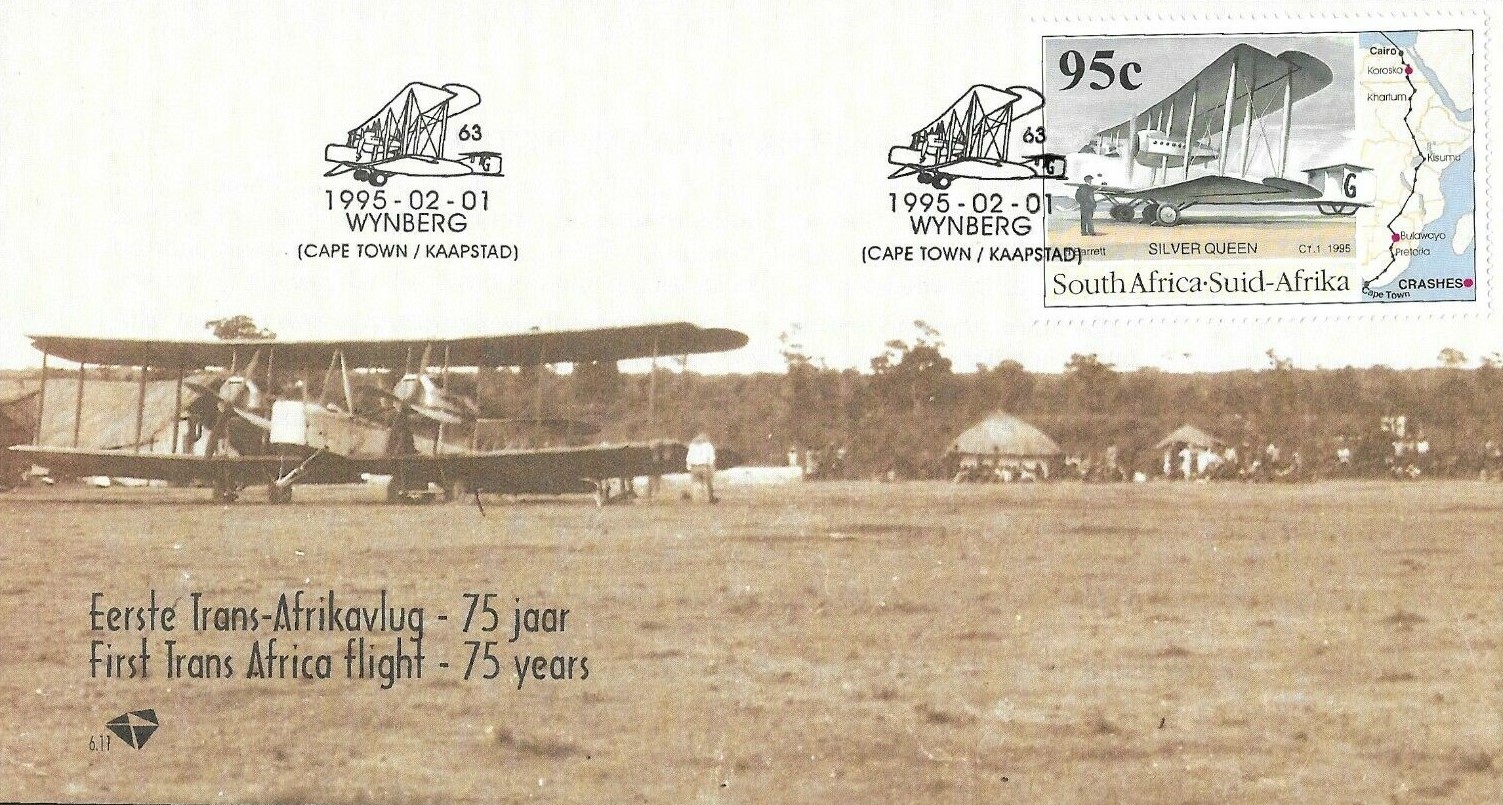 63
1995-02-01
WYNBERG
(CAPE TOWN / KAAPSTAD)
63
1995-02-01
WYNBERG
(CAPE TOWN / KAAPSTAD)
95c
G
SILVER QUEEN
Cf.1 1995
South Africa·Suid-Afrika
Cairo
Korosko
Khartum
Kisumu
Bulawayo
Pretoria
Cape Town
CRASHES
Eerste Trans-Afrikavlug - 75 jaar
First Trans Africa flight - 75 years
6.11